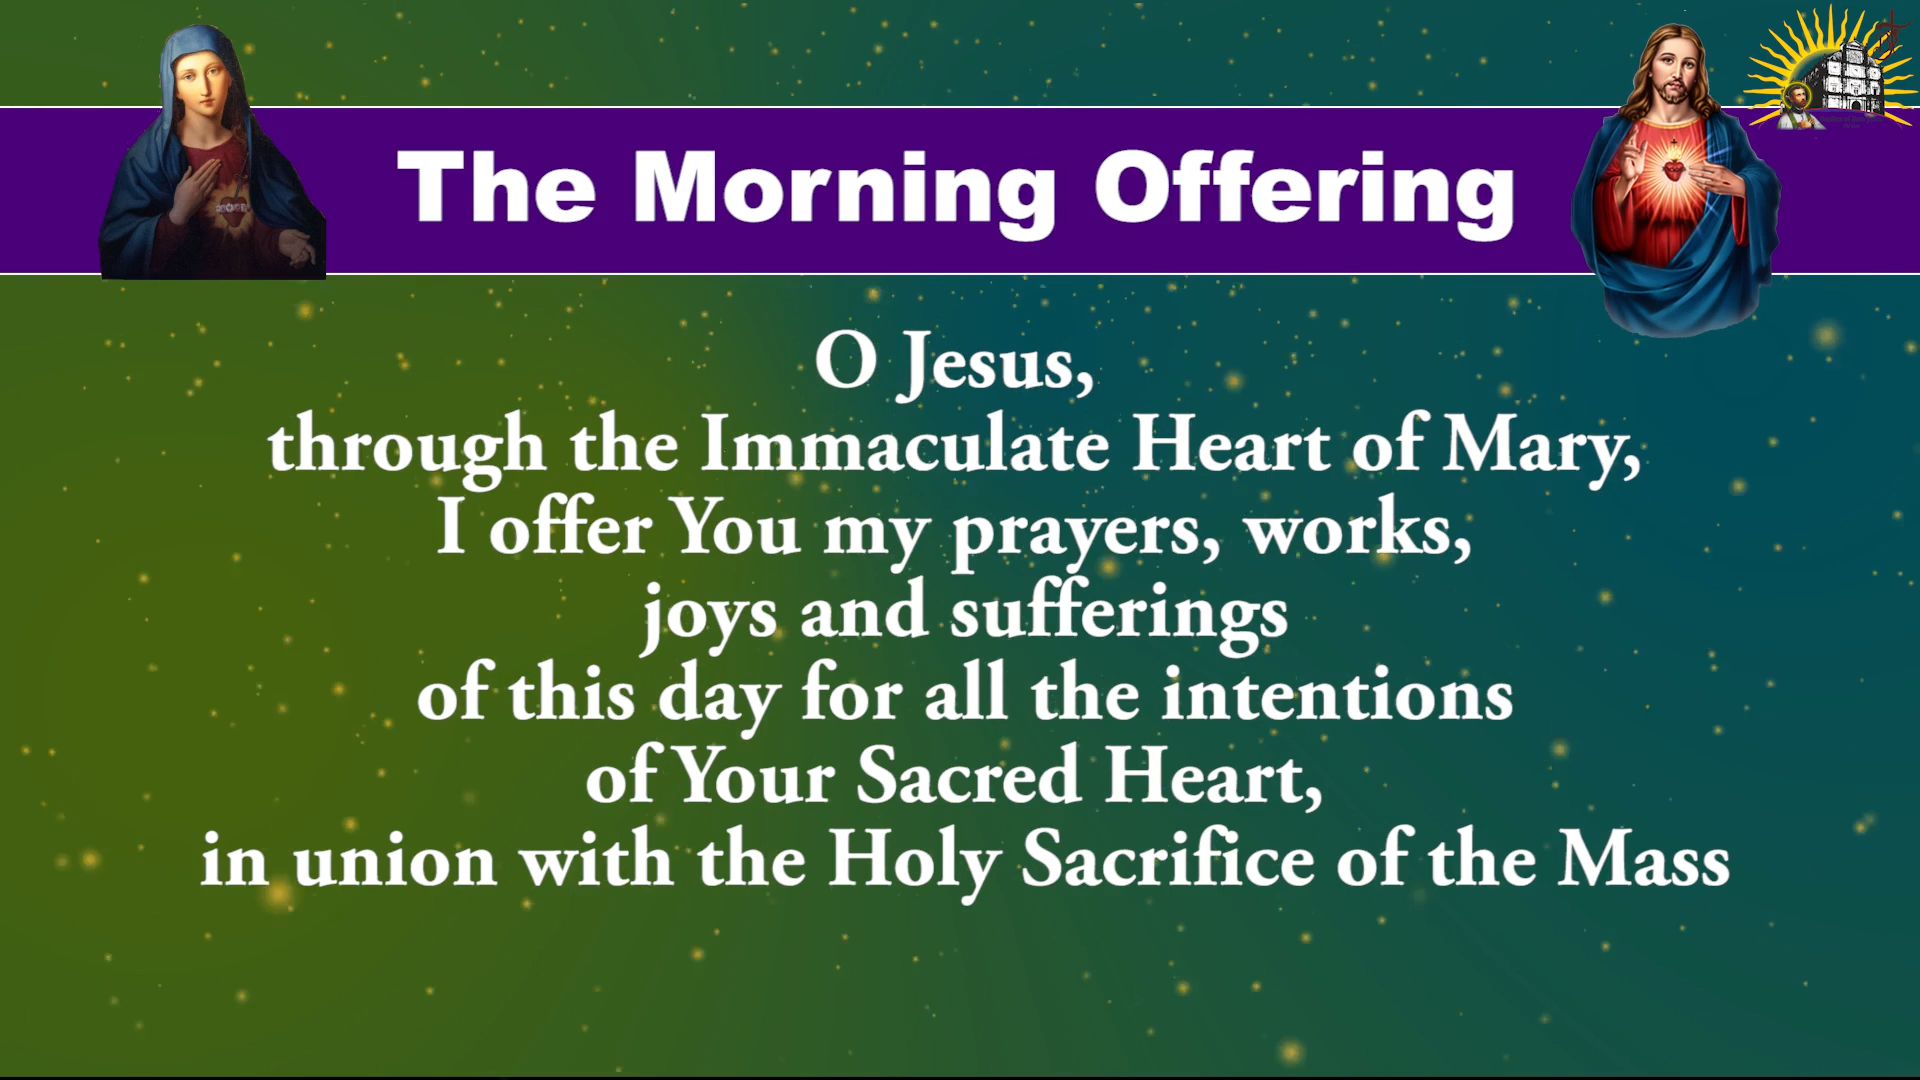 The Morning Offering
O Jesus,
through the Immaculate Heart of Mary,
I offer You my prayers, works,
joys and sufferings
of this day for all the intentions
of Your Sacred Heart,
in union with the Holy Sacrifice of the Mass